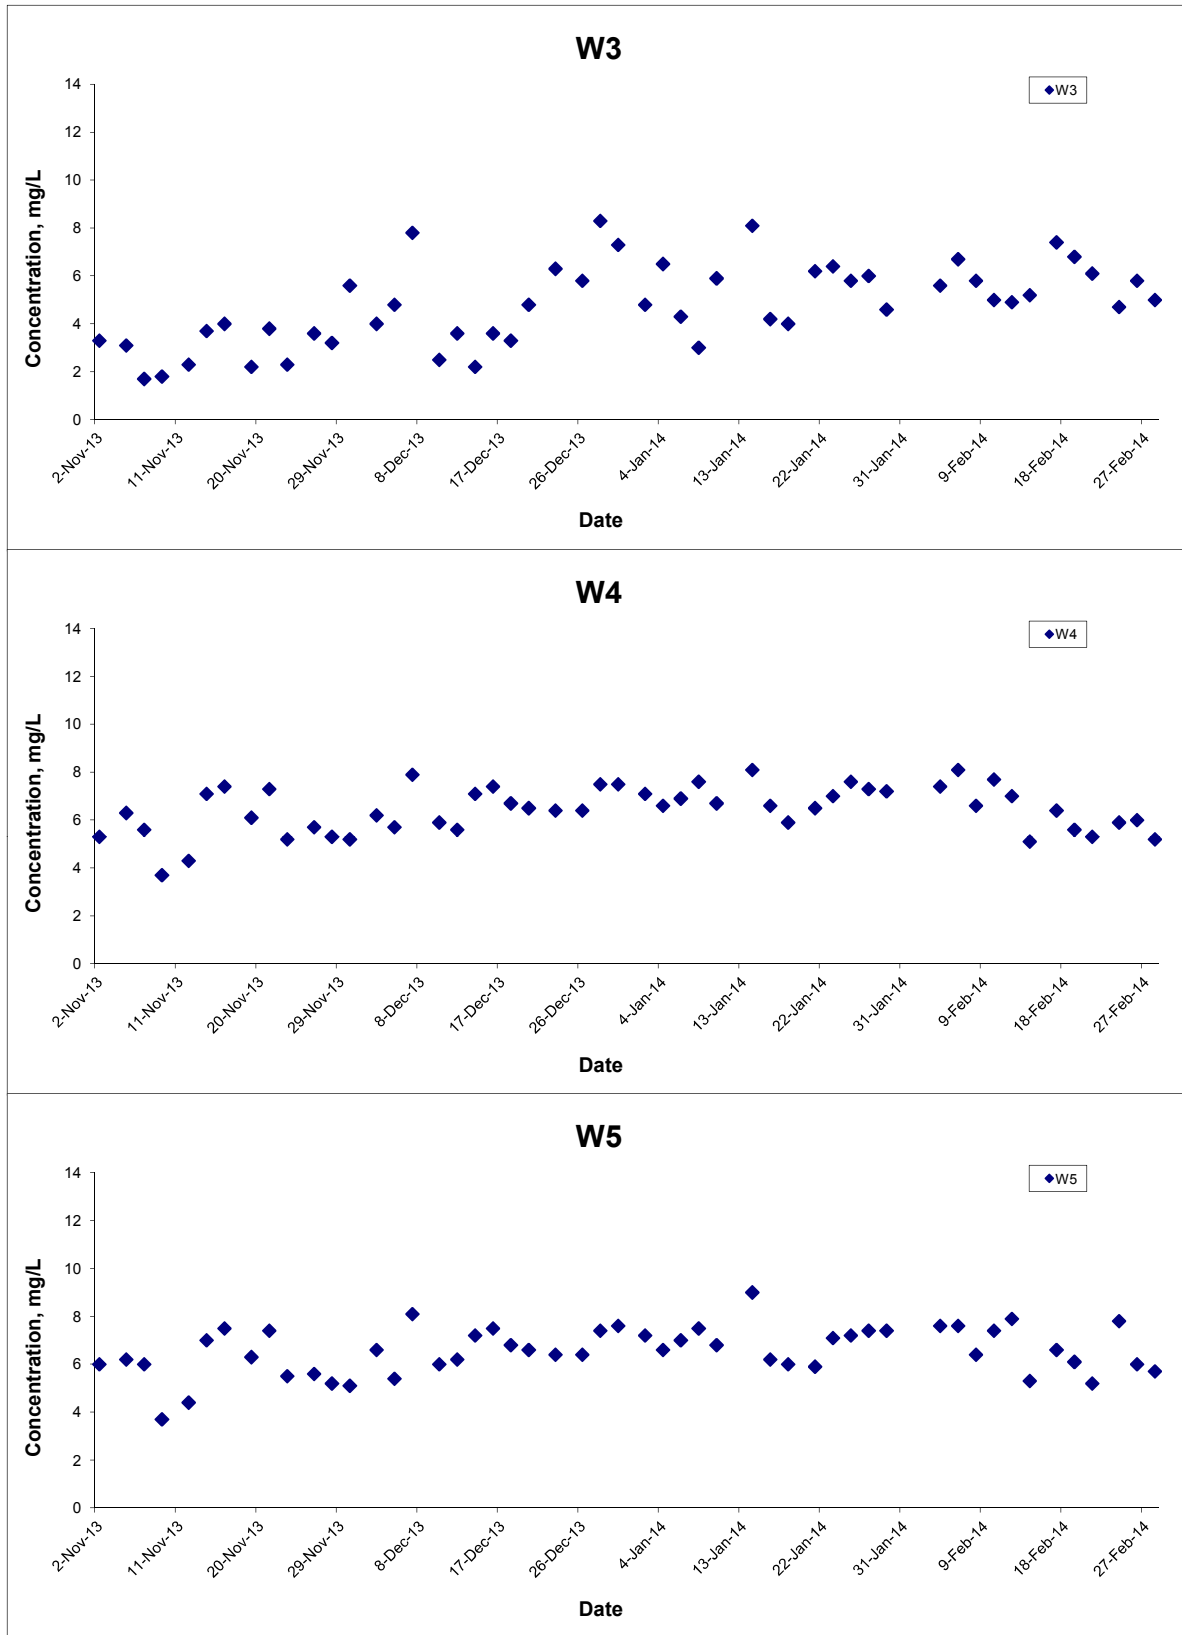 W3
W3
Concentration, mg/L
14
12
10
8
6
4
2
0
2-Nov-13
11-Nov-13
20-Nov-13
29-Nov-13
8-Dec-13
17-Dec-13
26-Dec-13
4-Jan-14
13-Jan-14
22-Jan-14
31-Jan-14
9-Feb-14
18-Feb-14
27-Feb-14
Date
W4
W4
Concentration, mg/L
14
12
10
8
6
4
2
0
2-Nov-13
11-Nov-13
20-Nov-13
29-Nov-13
8-Dec-13
17-Dec-13
26-Dec-13
4-Jan-14
13-Jan-14
22-Jan-14
31-Jan-14
9-Feb-14
18-Feb-14
27-Feb-14
Date
W5
W5
Concentration, mg/L
14
12
10
8
6
4
2
0
2-Nov-13
11-Nov-13
20-Nov-13
29-Nov-13
8-Dec-13
17-Dec-13
26-Dec-13
4-Jan-14
13-Jan-14
22-Jan-14
31-Jan-14
9-Feb-14
18-Feb-14
27-Feb-14
Date